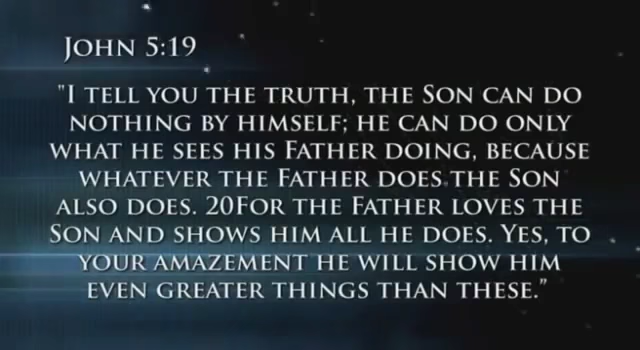 John 5:19
"I tell you the truth, the Son can do
nothing by himself; he can do only
what he sees his Father doing, because
whatever the Father does the Son
also does. 20For the Father loves the
Son and shows him all he does. Yes, to
your amazement he will show him
even greater things than these."